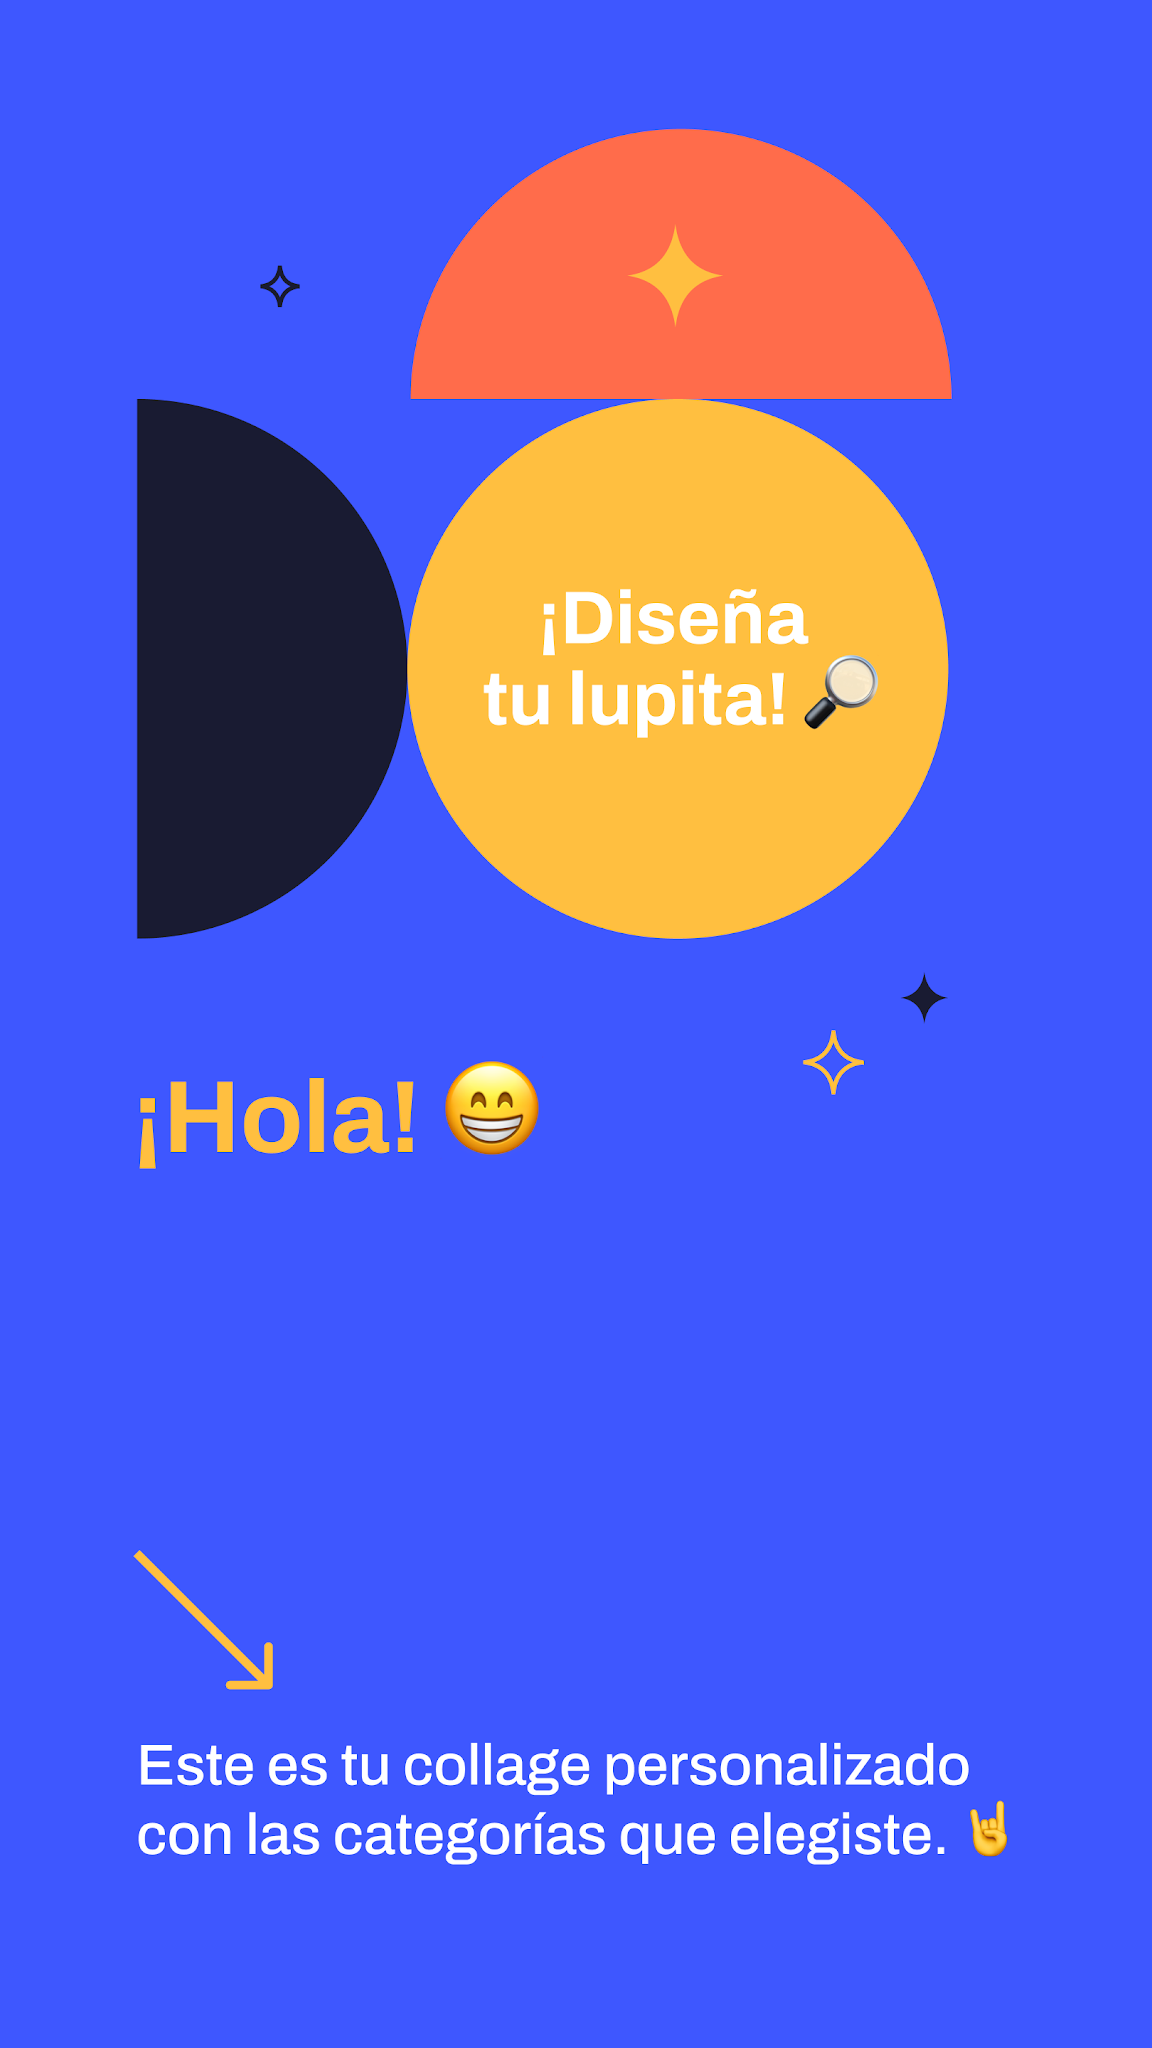 ¡Diseña
tu lupita! 🔎
¡Hola! 😁
Este es tu collage personalizado
con las categorías que elegiste. 🤘